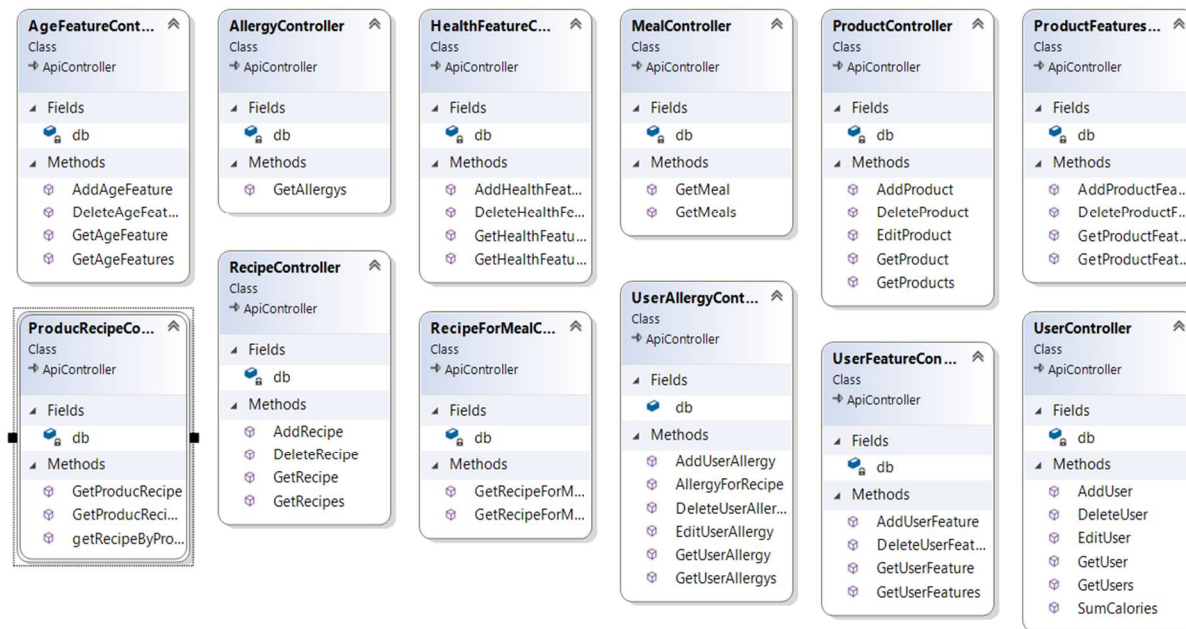 AgeFeatureCont...
Class
ApiController
Fields
db
Methods
AddAgeFeature
DeleteAgeFeat...
GetAgeFeature
GetAgeFeatures
AllergyController
Class
ApiController
Fields
db
Methods
GetAllergys
HealthFeatureC...
Class
ApiController
Fields
db
Methods
AddHealthFeat...
DeleteHealthFe...
GetHealthFeatu...
GetHealthFeatu...
MealController
Class
ApiController
Fields
db
Methods
GetMeal
GetMeals
ProductController
Class
ApiController
Fields
db
Methods
AddProduct
DeleteProduct
EditProduct
GetProduct
GetProducts
ProductFeatures...
Class
ApiController
Fields
db
Methods
AddProductFea...
DeleteProductF...
GetProductFeat...
GetProductFeat...
ProducRecipeCo...
Class
ApiController
Fields
db
Methods
GetProducRecipe
GetProducReci...
getRecipeByPro...
RecipeController
Class
ApiController
Fields
db
Methods
AddRecipe
DeleteRecipe
GetRecipe
GetRecipes
RecipeForMealC...
Class
ApiController
Fields
db
Methods
GetRecipeForM...
GetRecipeForM...
UserAllergyCont...
Class
ApiController
Fields
db
Methods
AddUserAllergy
AllergyForRecipe
DeleteUserAller...
EditUserAllergy
GetUserAllergy
GetUserAllergys
UserFeatureCon...
Class
ApiController
Fields
db
Methods
AddUserFeature
DeleteUserFeat...
GetUserFeature
GetUserFeatures
UserController
Class
ApiController
Fields
db
Methods
AddUser
DeleteUser
EditUser
GetUser
GetUsers
SumCalories